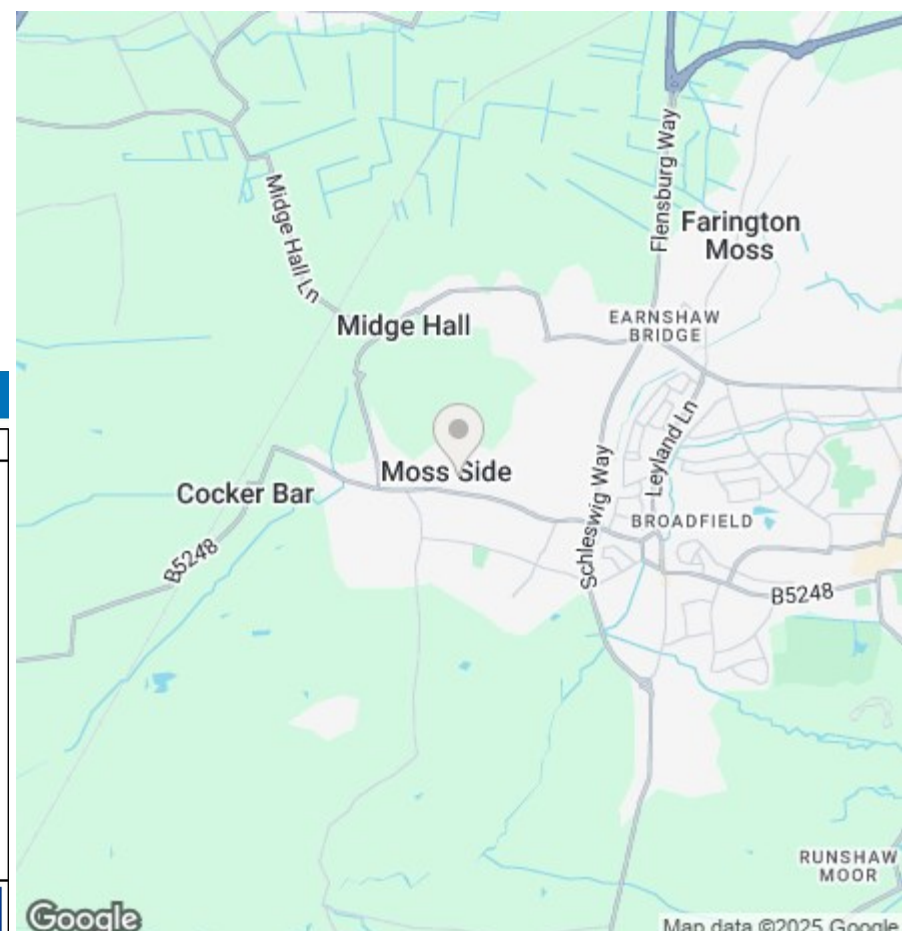 Flensburg Way
Farington
Moss
Midge Hall Ln
EARNSHAW
BRIDGE
Midge Hall
Leyland Ln
Moss Side
Schleswig Way
Cocker Bar
BROADFIELD
B5248
B5248
RUNSHAW
MOOR
Google
Map data ©2025 Google